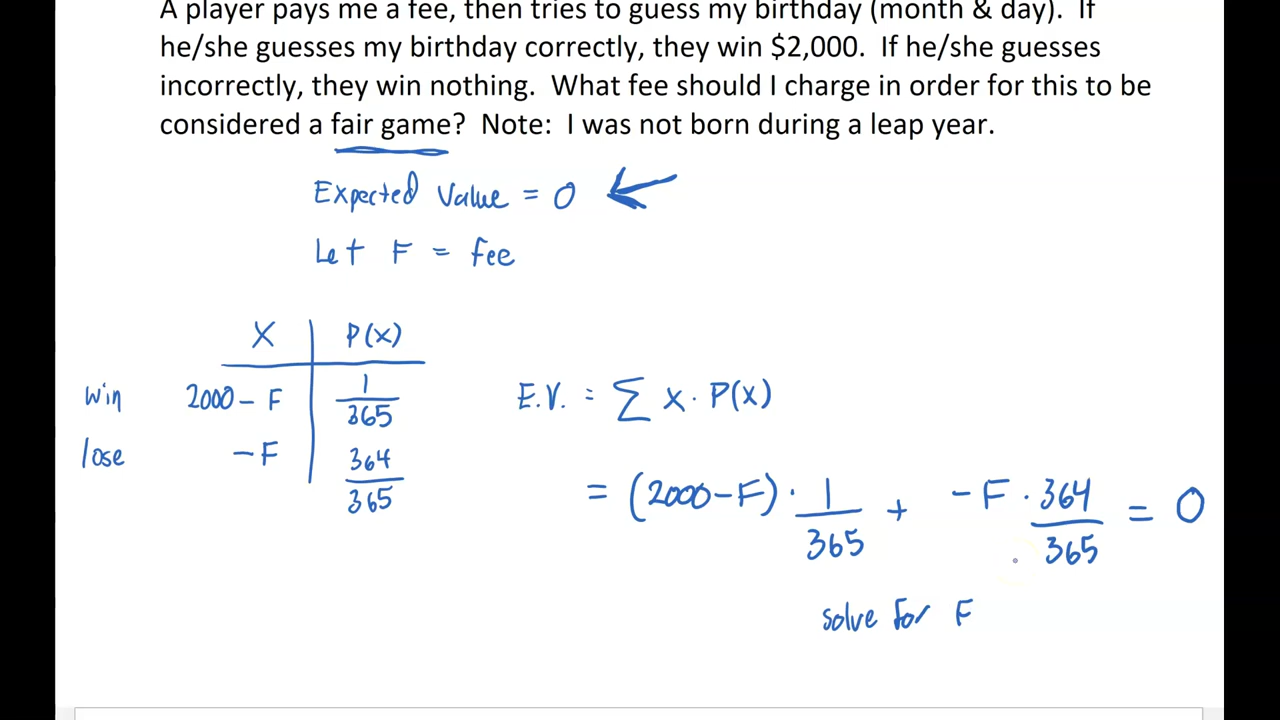 A player pays me a fee, then tries to guess my birthday (month & day). If
he/she guesses my birthday correctly, they win $2,000. If he/she guesses
incorrectly, they win nothing. What fee should I charge in order for this to be
considered a fair game? Note: I was not born during a leap year.
Expected Value = 0
Let F = fee
X P(x)
win 2000 - F 1/365
lose -F 364/365
E.V. = ∑ x · P(x)
= (2000 - F) · 1/365 + -F · 364/365 = 0
solve for F